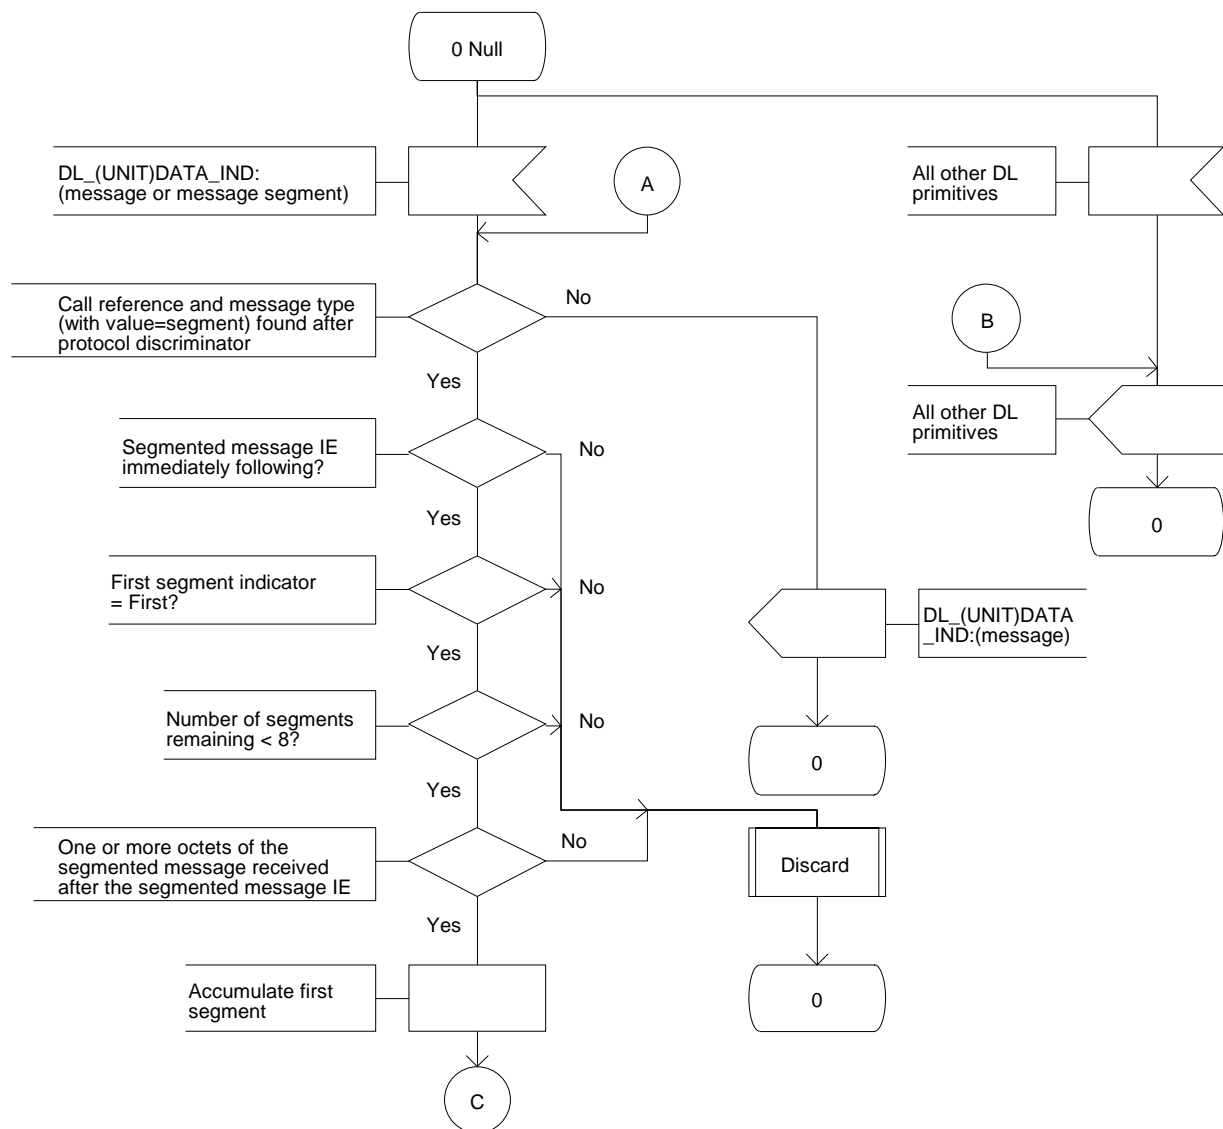 0 Null
DL_(UNIT)DATA_IND:
(message or message segment)
A
All other DL
primitives
Call reference and message type
(with value=segment) found after
protocol discriminator
No
B
Yes
All other DL
primitives
Segmented message IE
immediately following?
No
0
Yes
First segment indicator
= First?
No
DL_(UNIT)DATA
_IND:(message)
Yes
Number of segments
remaining < 8?
No
0
Yes
One or more octets of the
segmented message received
after the segmented message IE
No
Discard
Yes
Accumulate first
segment
0
C